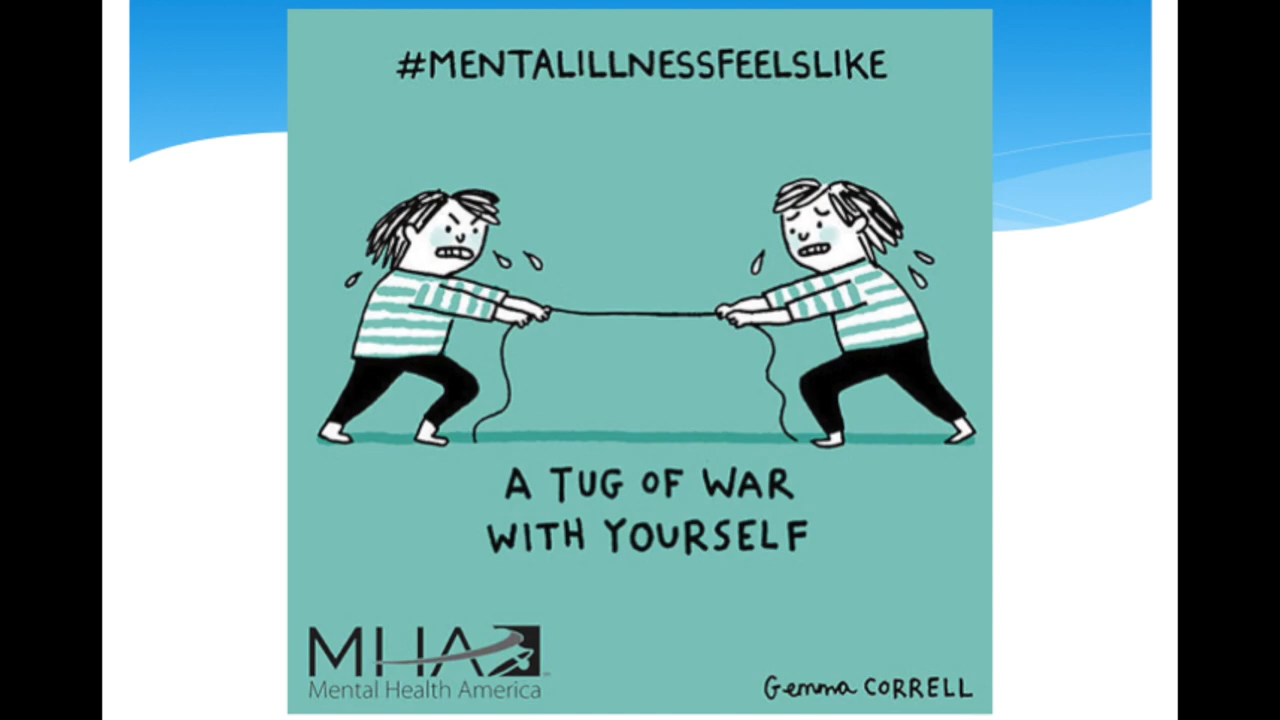 #MENTALILLNESSFEELSLIKE
A TUG OF WAR
WITH YOURSELF
MHA
Mental Health America
Gemma CORRELL